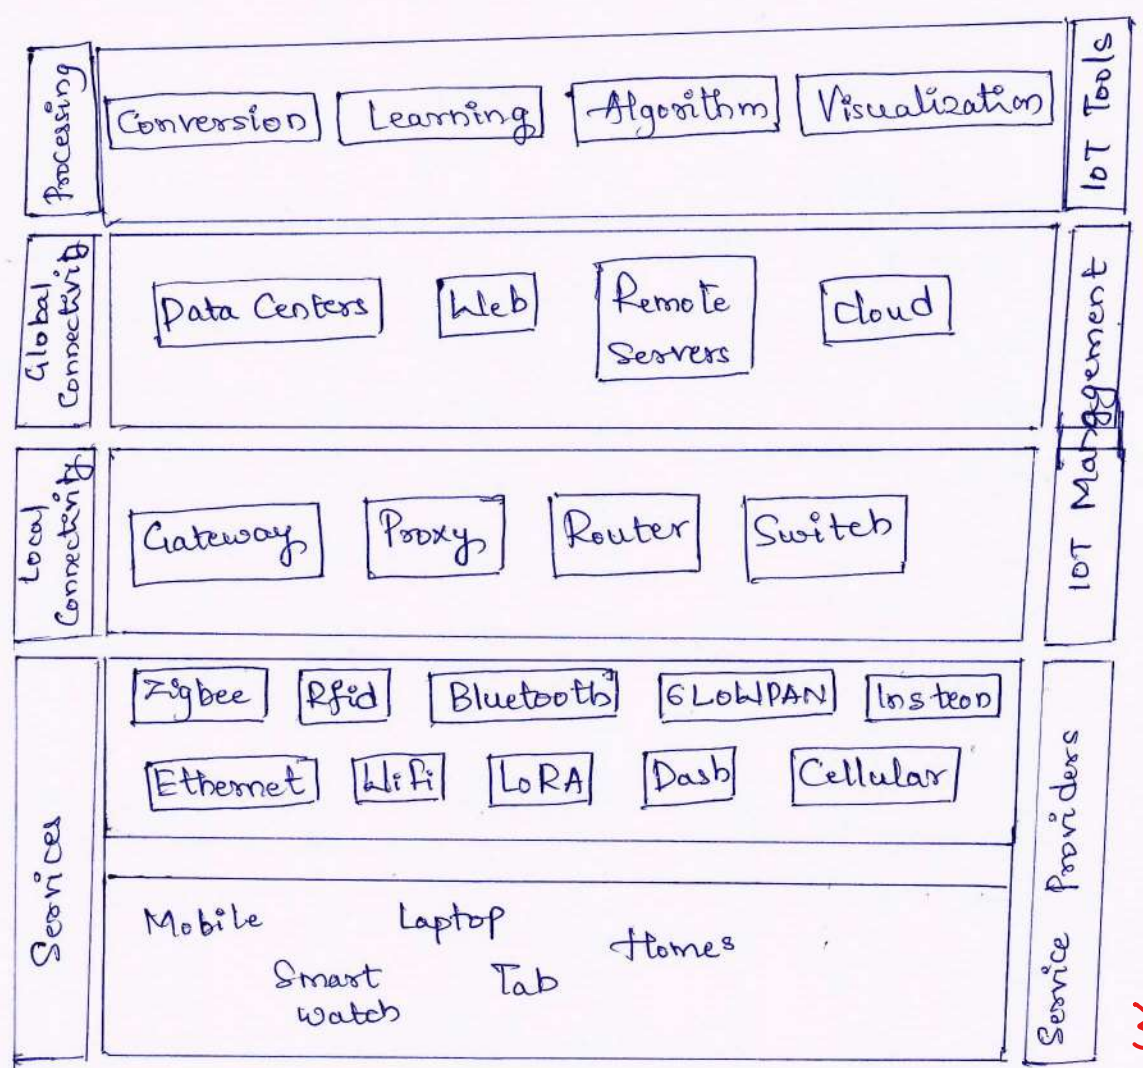 Processing
Conversion Learning Algorithm Visualization
IoT Tools
Global
Connectivity
Data Centers Web Remote
Servers
cloud
IoT Management
Local
Connectivity
Gateway Proxy Router Switch
Services
Zigbee Rfid Bluetooth 6LOWPAN Insteon
Ethernet Wifi LoRA Dash Cellular
Mobile Laptop Homes
Smart
watch
Tab
Service Providers